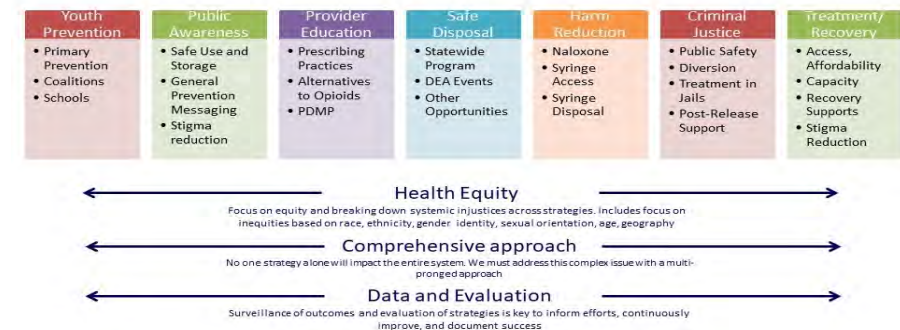 Youth
Prevention
• Primary
Prevention
• Coalitions
• Schools
Public
Awareness
• Safe Use and
Storage
• General
Prevention
Messaging
• Stigma
reduction
Provider
Education
• Prescribing
Practices
• Alternatives
to Opioids
• PDMP
Safe
Disposal
• Statewide
Program
• DEA Events
• Other
Opportunities
Harm
Reduction
• Naloxone
• Syringe
Access
• Syringe
Disposal
Criminal
Justice
• Public Safety
• Diversion
• Treatment in
Jails
• Post-Release
Support
Treatment/
Recovery
• Access,
Affordability
• Capacity
• Recovery
Supports
• Stigma
Reduction
Health Equity
Focus on equity and breaking down systemic injustices across strategies. Includes focus on
inequities based on race, ethnicity, gender identity, sexual orientation, age, geography
Comprehensive approach
No one strategy alone will impact the entire system. We must address this complex issue with a multi-
pronged approach
Data and Evaluation
Surveillance of outcomes and evaluation of strategies is key to inform efforts, continuously
improve, and document success